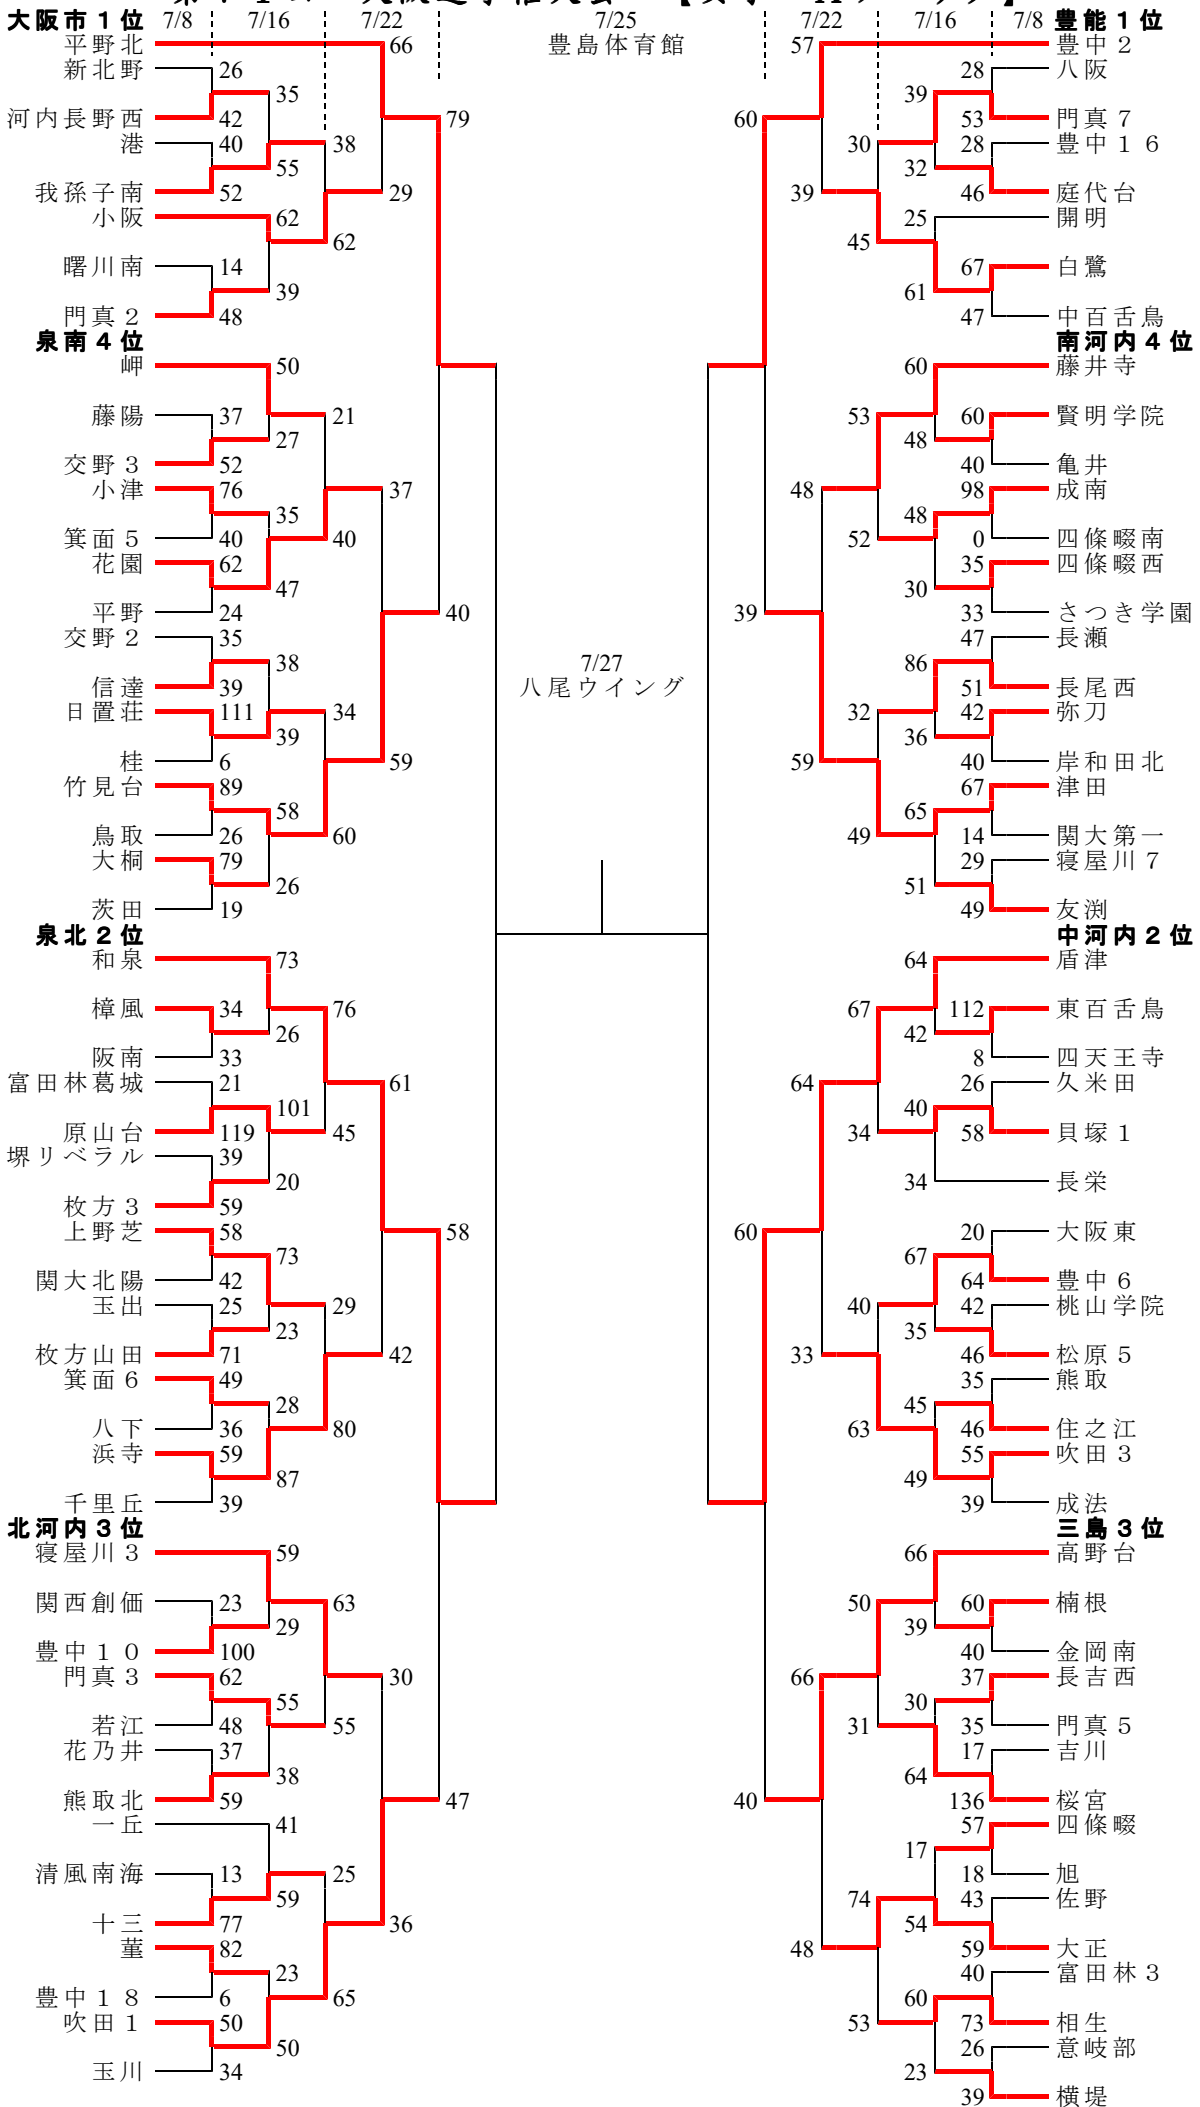 7/8 7/16 7/22 7/25 7/22 7/16 7/8
豊島体育館
7/27
八尾ウイング
大阪市１位
平野北 66
新北野 26
35
河内長野西 42
79
港 40
38
55
我孫子南 52
29
小阪 62
62
曙川南 14
39
門真２ 48
泉南４位
岬 50
藤陽 37
21
27
交野３ 52
小津 76
37
35
箕面５ 40
40
花園 62
47
平野 24
40
交野２ 35
38
信達 39
日置荘 111
34
39
桂 6
59
竹見台 89
58
鳥取 26
60
大桐 79
26
茨田 19
泉北２位
和泉 73
樟風 34
76
26
阪南 33
富田林葛城 21
61
101
原山台 119
45
堺リベラル 39
20
枚方３ 59
上野芝 58
58
73
関大北陽 42
玉出 25
29
23
枚方山田 71
42
箕面６ 49
28
八下 36
80
浜寺 59
87
千里丘 39
北河内３位
寝屋川３ 59
関西創価 23
63
29
豊中１０ 100
門真３ 62
30
55
若江 48
55
花乃井 37
38
熊取北 59
47
一丘 41
清風南海 13
25
59
十三 77
36
菫 82
23
豊中１８ 6
65
吹田１ 50
50
玉川 34
豊能１位
57 豊中２
28 八阪
39
53 門真７
60
28 豊中１６
30
32
46 庭代台
39
25 開明
45
67 白鷺
61
47 中百舌鳥
南河内４位
60 藤井寺
60 賢明学院
53
48
40 亀井
98 成南
48
48
0 四條畷南
52
35 四條畷西
30
33 さつき学園
39
47 長瀬
86
51 長尾西
42 弥刀
32
36
40 岸和田北
59
67 津田
65
14 関大第一
49
29 寝屋川７
51
49 友渕
中河内２位
64 盾津
112 東百舌鳥
67
42
8 四天王寺
26 久米田
64
40
58 貝塚１
34
34 長栄
20 大阪東
60
67
64 豊中６
42 桃山学院
40
35
46 松原５
33
35 熊取
45
46 住之江
63
55 吹田３
49
39 成法
三島３位
66 高野台
60 楠根
50
39
40 金岡南
37 長吉西
66
30
35 門真５
31
17 吉川
64
136 桜宮
40
57 四條畷
17
18 旭
43 佐野
74
54
59 大正
48
40 富田林３
60
73 相生
53
26 意岐部
23
39 横堤